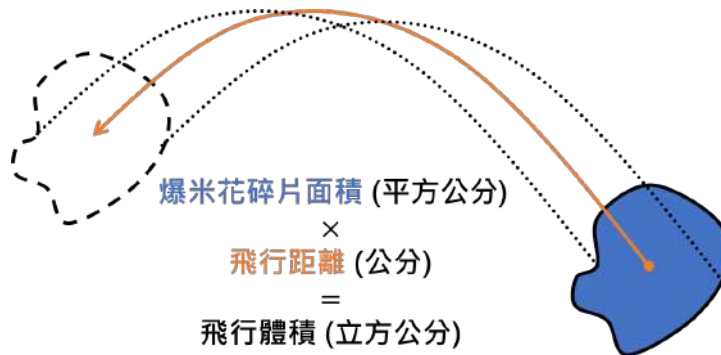 爆米花碎片面積 (平方公分)
×
飛行距離 (公分)
=
飛行體積 (立方公分)